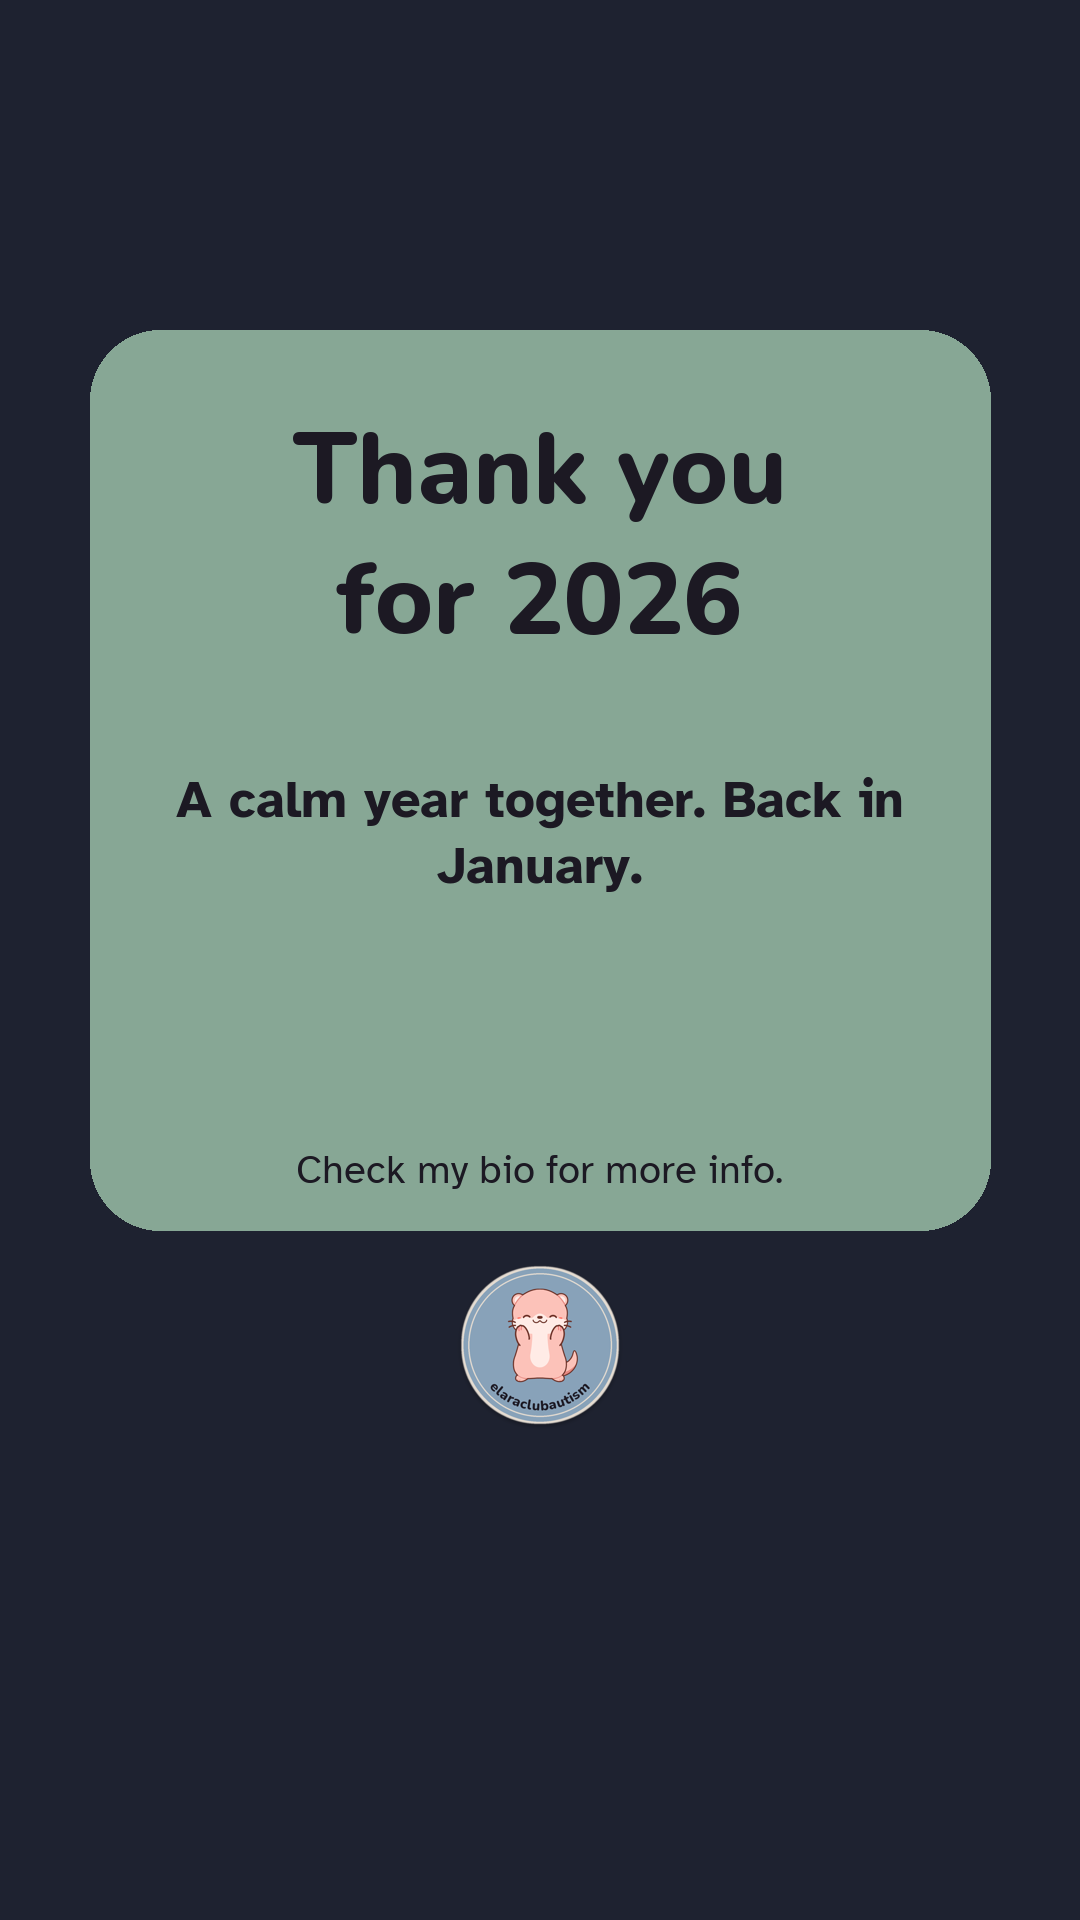 Thank you
for 2026
A calm year together. Back in
January.
Check my bio for more info.
elaraclubautism